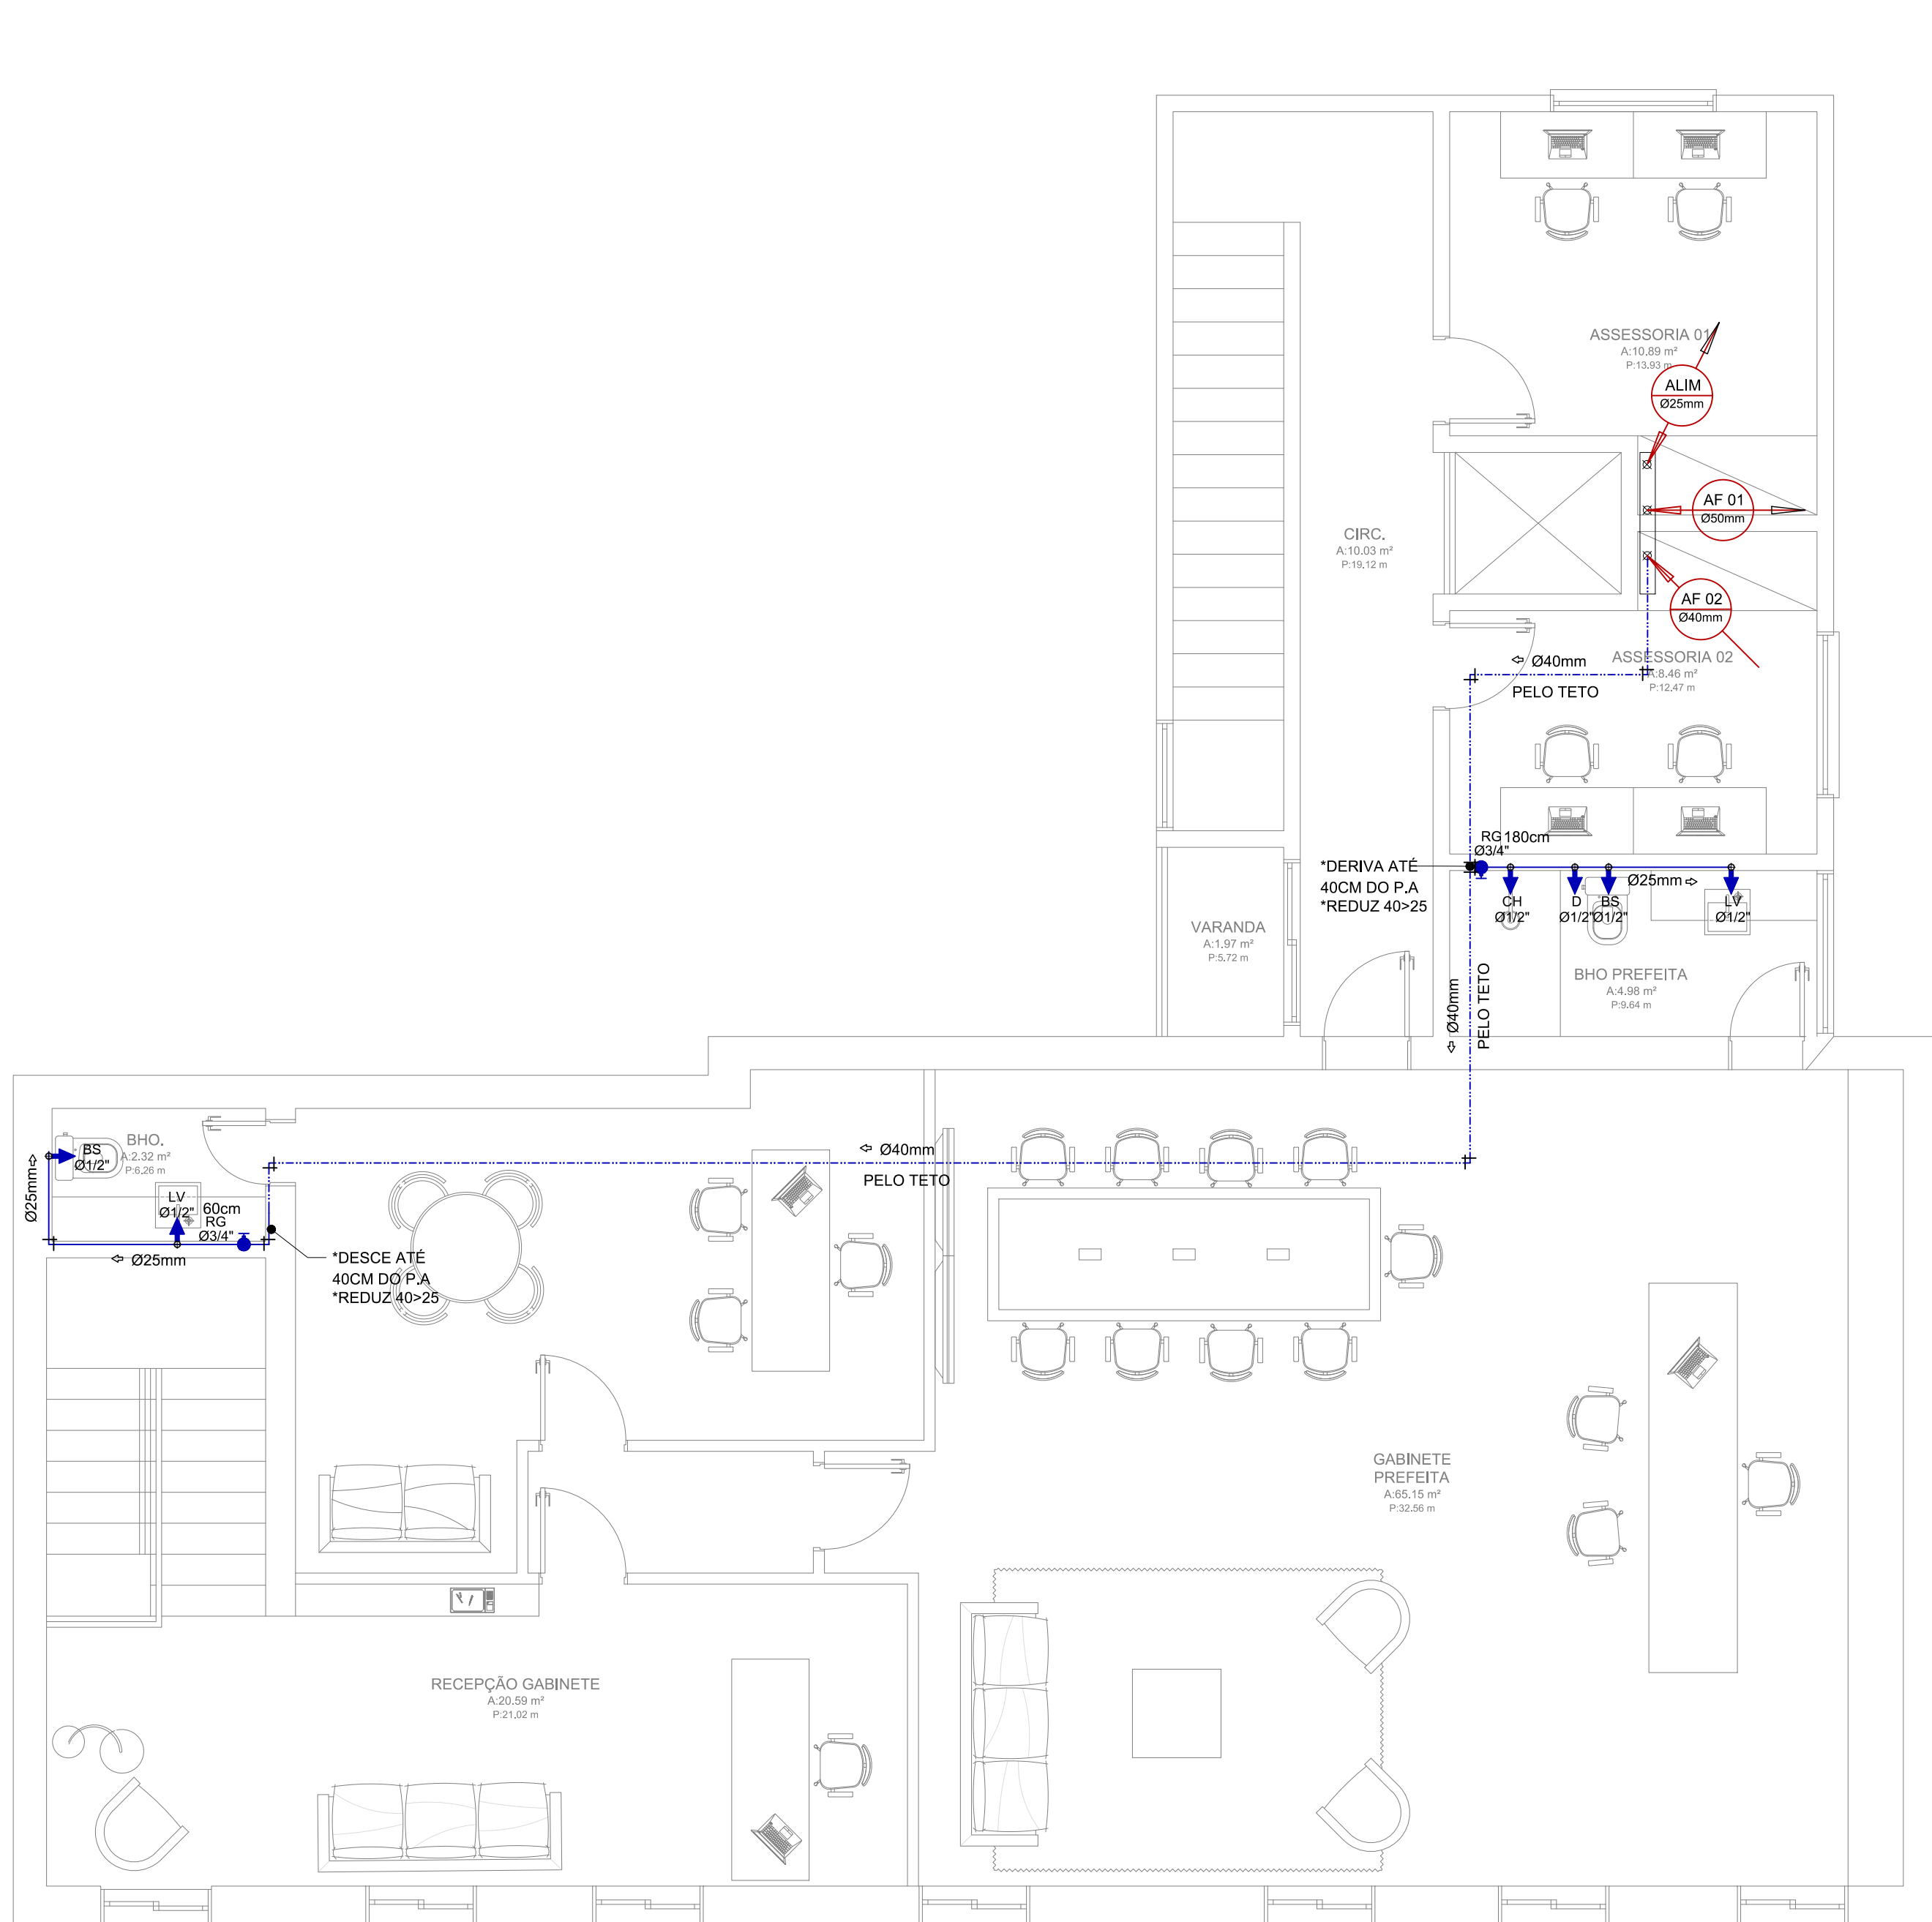 ASSESSORIA 01
A:10.89 m²
P:13.93 m
ALIM
Ø25mm
AF 01
Ø50mm
CIRC.
A:10.03 m²
P:19.12 m
AF 02
Ø40mm
Ø40mm
PELO TETO
ASSESSORIA 02
A:8.46 m²
P:12.47 m
RG 180cm
Ø3/4"
*DERIVA ATÉ
40CM DO P.A
*REDUZ 40>25
Ø25mm
CH
Ø1/2"
D
Ø1/2"
BS
Ø1/2"
LV
Ø1/2"
VARANDA
A:1.97 m²
P:5.72 m
BHO PREFEITA
A:4.98 m²
P:9.64 m
Ø40mm
PELO TETO
BHO.
A:2.32 m²
P:6.26 m
BS
Ø1/2"
Ø25mm
LV
Ø1/2"
60cm
RG
Ø3/4"
Ø25mm
*DESCE ATÉ
40CM DO P.A
*REDUZ 40>25
Ø40mm
PELO TETO
GABINETE
PREFEITA
A:65.15 m²
P:32.56 m
RECEPÇÃO GABINETE
A:20.59 m²
P:21.02 m